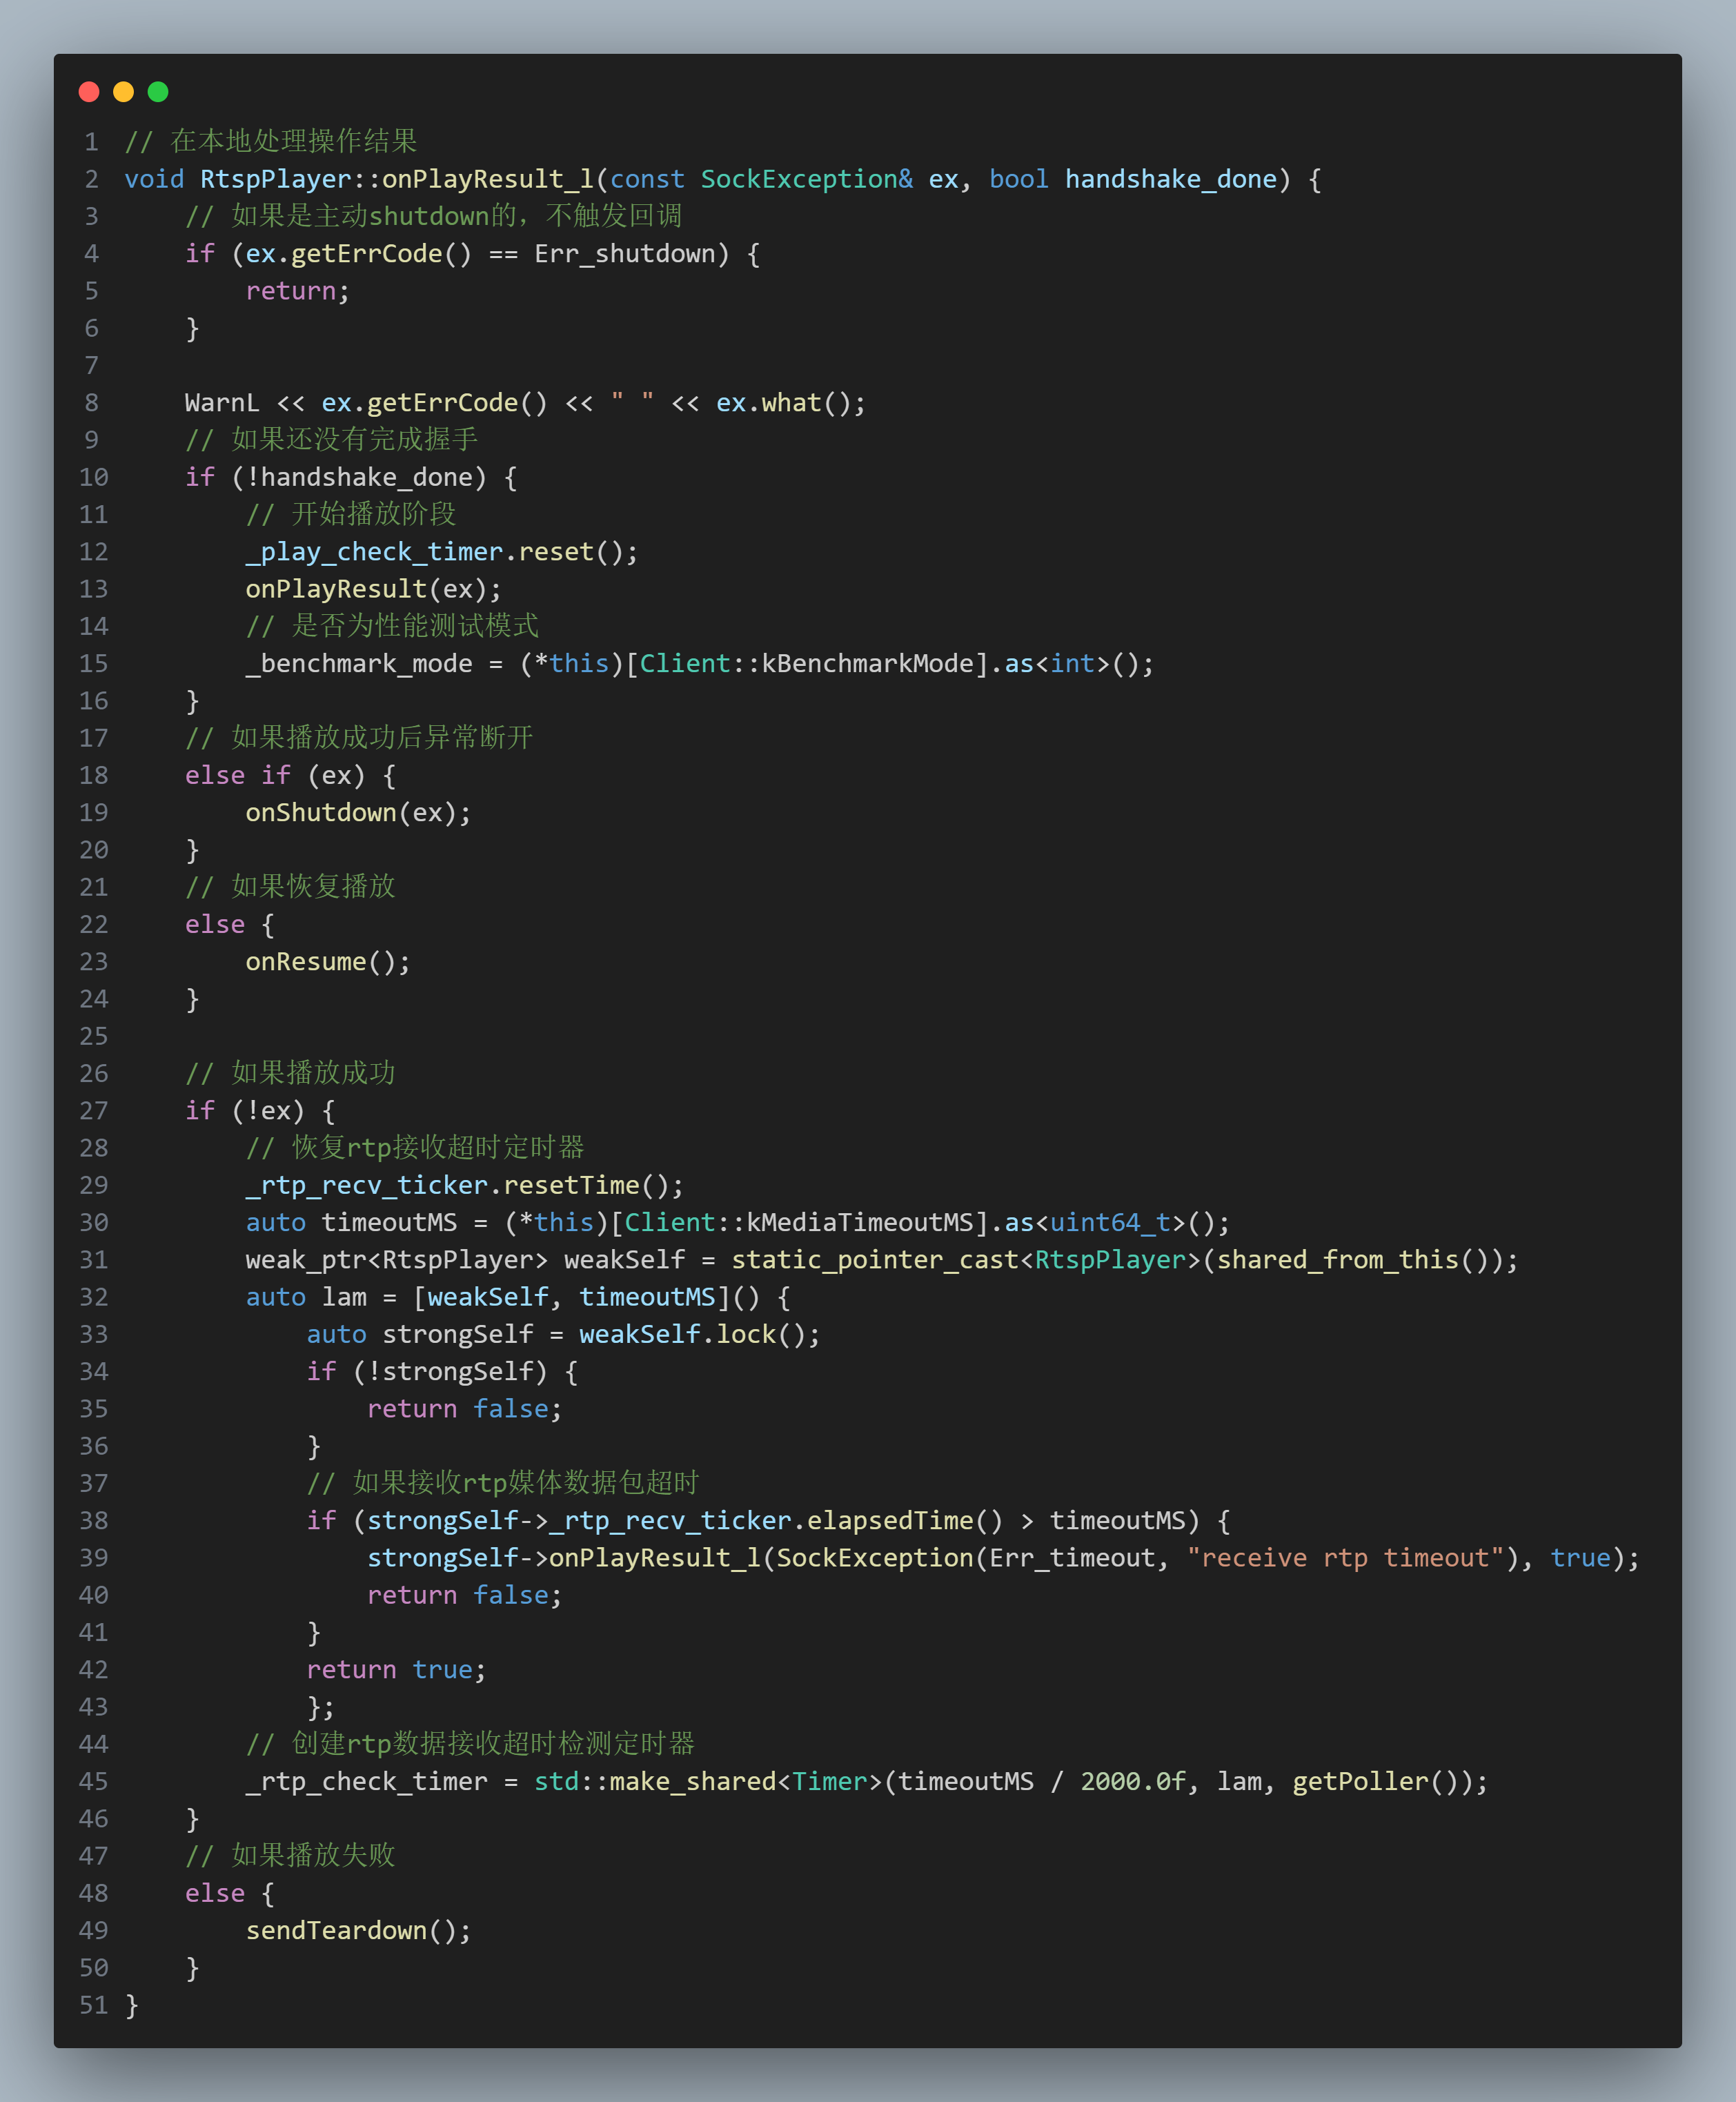 1 // 在本地处理操作结果
2 void RtspPlayer::onPlayResult_l(const SockException& ex, bool handshake_done) {
3     // 如果是主动shutdown的，不触发回调
4     if (ex.getErrCode() == Err_shutdown) {
5         return;
6     }
7
8     WarnL << ex.getErrCode() << " " << ex.what();
9     // 如果还没有完成握手
10     if (!handshake_done) {
11         // 开始播放阶段
12         _play_check_timer.reset();
13         onPlayResult(ex);
14         // 是否为性能测试模式
15         _benchmark_mode = (*this)[Client::kBenchmarkMode].as<int>();
16     }
17     // 如果播放成功后异常断开
18     else if (ex) {
19         onShutdown(ex);
20     }
21     // 如果恢复播放
22     else {
23         onResume();
24     }
25
26     // 如果播放成功
27     if (!ex) {
28         // 恢复rtp接收超时定时器
29         _rtp_recv_ticker.resetTime();
30         auto timeoutMS = (*this)[Client::kMediaTimeoutMS].as<uint64_t>();
31         weak_ptr<RtspPlayer> weakSelf = static_pointer_cast<RtspPlayer>(shared_from_this());
32         auto lam = [weakSelf, timeoutMS]() {
33             auto strongSelf = weakSelf.lock();
34             if (!strongSelf) {
35                 return false;
36             }
37             // 如果接收rtp媒体数据包超时
38             if (strongSelf->_rtp_recv_ticker.elapsedTime() > timeoutMS) {
39                 strongSelf->onPlayResult_l(SockException(Err_timeout, "receive rtp timeout"), true);
40                 return false;
41             }
42             return true;
43             };
44         // 创建rtp数据接收超时检测定时器
45         _rtp_check_timer = std::make_shared<Timer>(timeoutMS / 2000.0f, lam, getPoller());
46     }
47     // 如果播放失败
48     else {
49         sendTeardown();
50     }
51 }